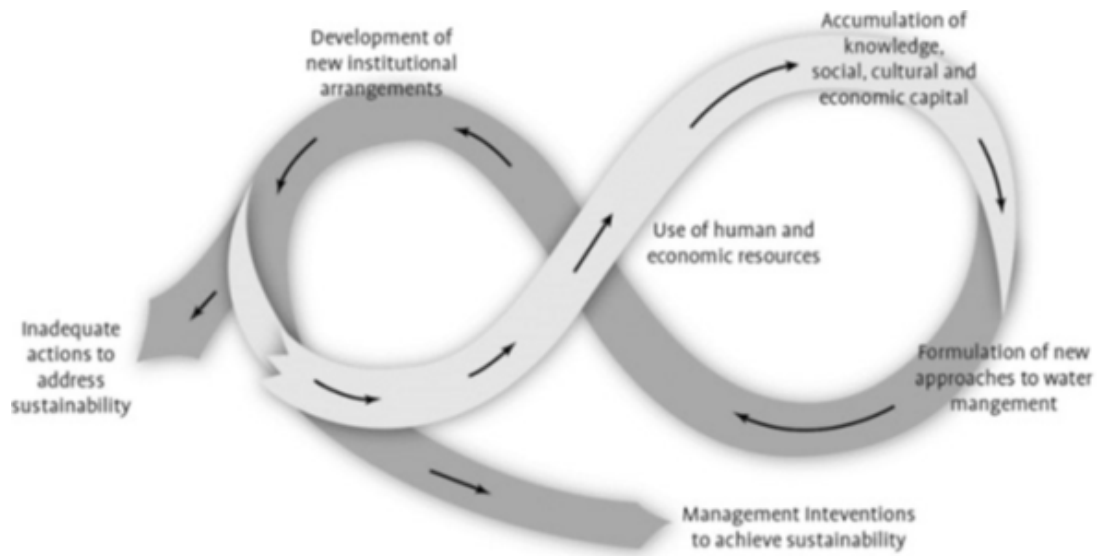 Development of
new institutional
arrangements
Accumulation of
knowledge,
social, cultural and
economic capital
Use of human and
economic resources
Inadequate
actions to
address
sustainability
Formulation of new
approaches to water
mangement
Management Inteventions
to achieve sustainability